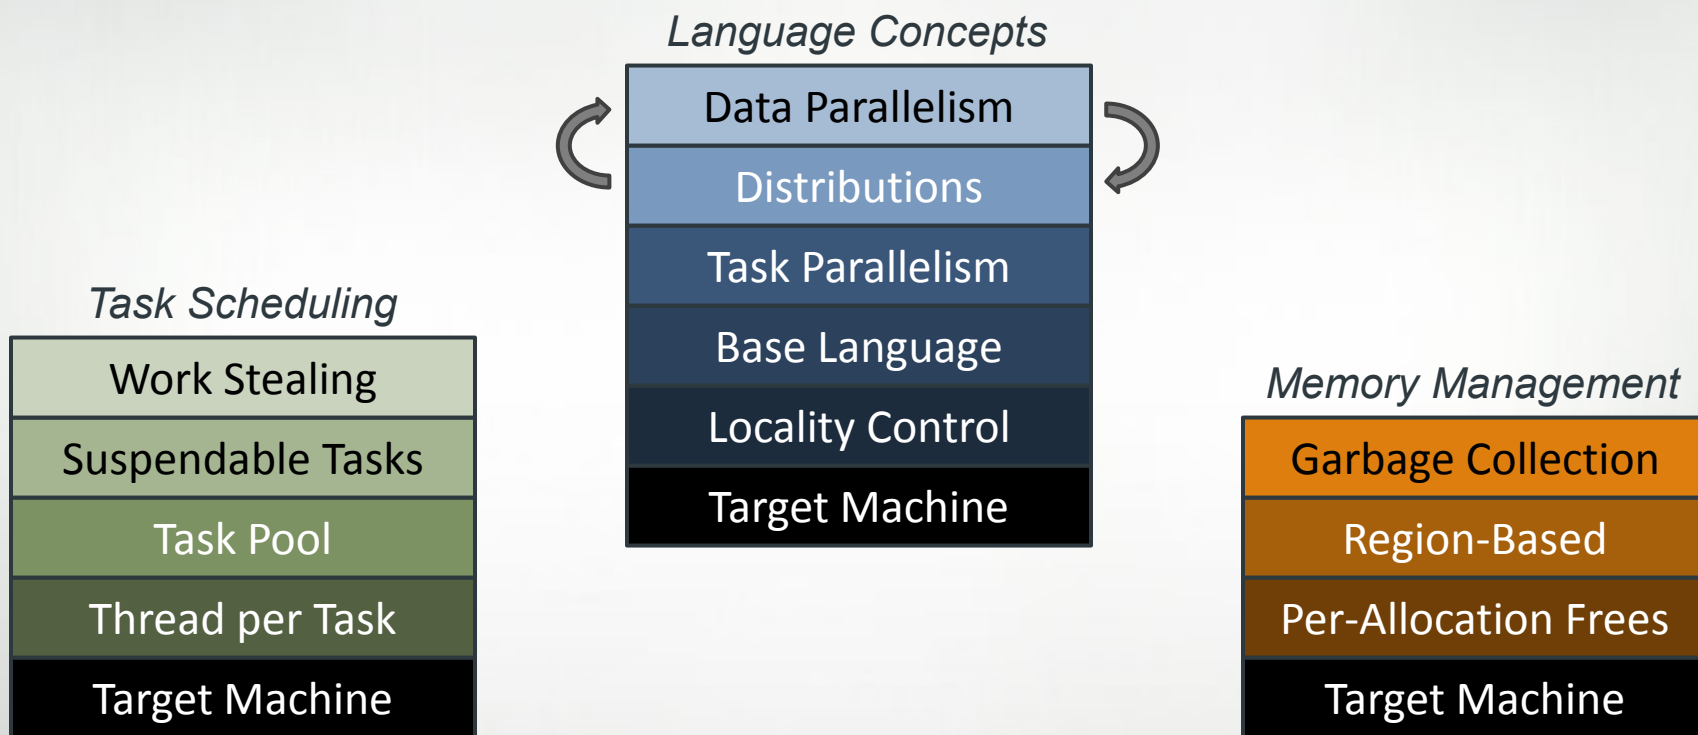 Language Concepts
Data Parallelism
Distributions
Task Parallelism
Base Language
Locality Control
Target Machine
Task Scheduling
Work Stealing
Suspendable Tasks
Task Pool
Thread per Task
Target Machine
Memory Management
Garbage Collection
Region-Based
Per-Allocation Frees
Target Machine